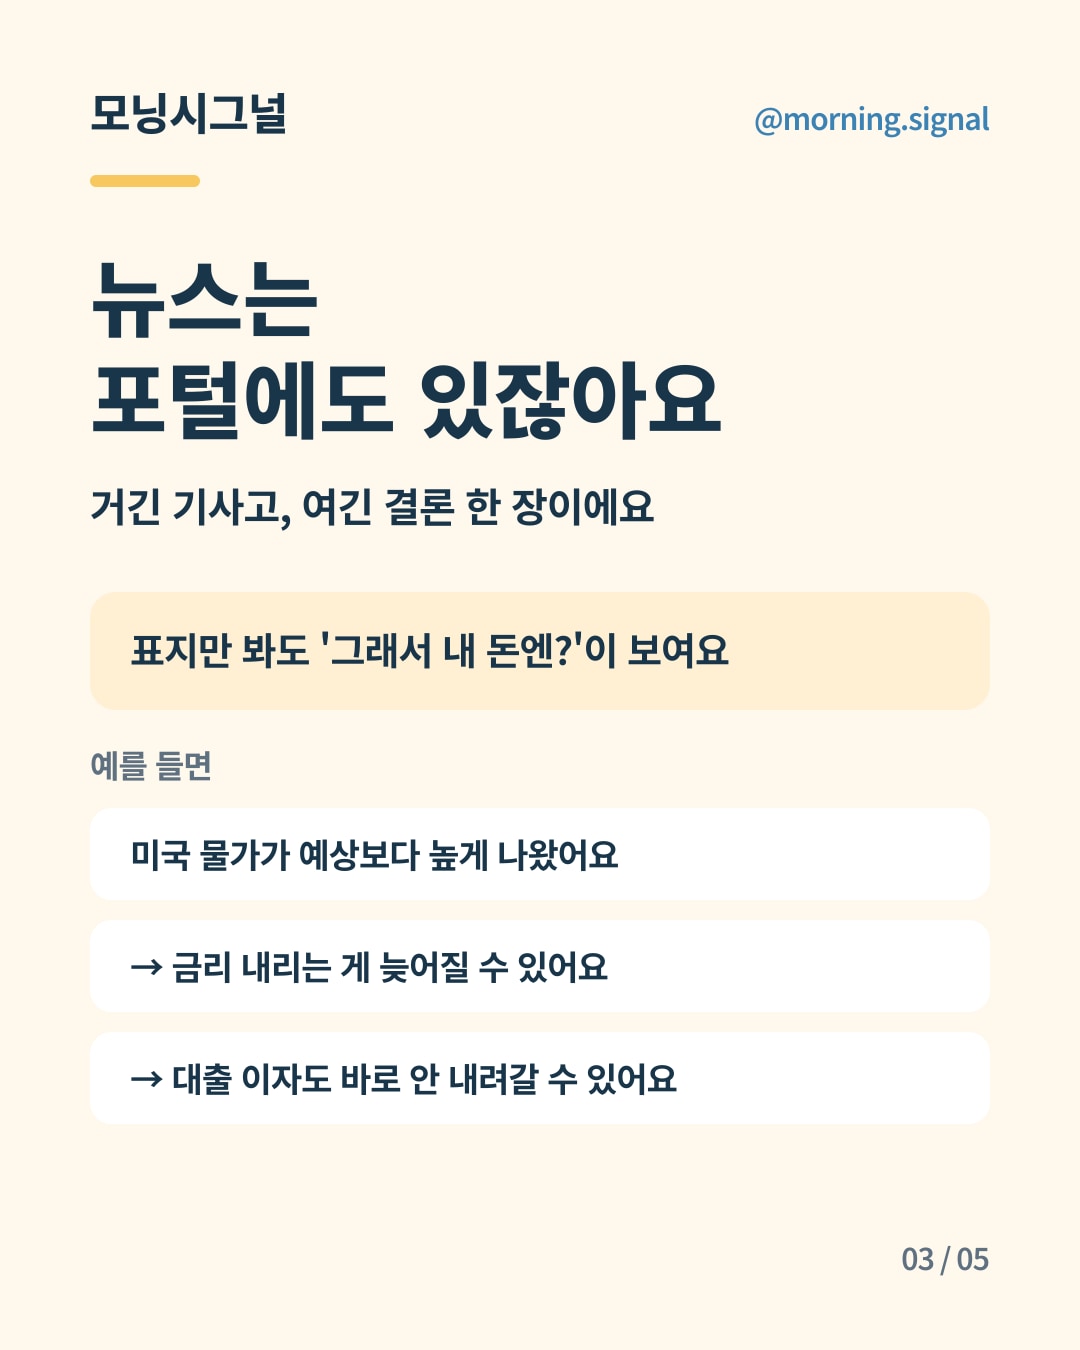 모닝시그널
@morning.signal
뉴스는
포털에도 있잖아요
거긴 기사고, 여긴 결론 한 장이에요
표지만 봐도 '그래서 내 돈엔?'이 보여요
예를 들면
미국 물가가 예상보다 높게 나왔어요
→ 금리 내리는 게 늦어질 수 있어요
→ 대출 이자도 바로 안 내려갈 수 있어요
03 / 05